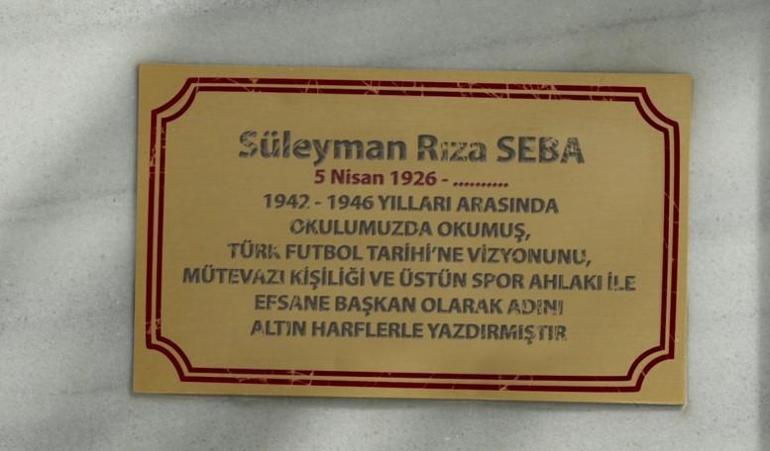 Süleyman Rıza SEBA
5 Nisan 1926 - ..........
1942 - 1946 YILLARI ARASINDA
OKULUMUZDA OKUMUŞ,
TÜRK FUTBOL TARİHİ'NE VİZYONUNU,
MÜTEVAZI KİŞİLİĞİ VE ÜSTÜN SPOR AHLAKI İLE
EFSANE BAŞKAN OLARAK ADINI
ALTIN HARFLERLE YAZDIRMIŞTIR